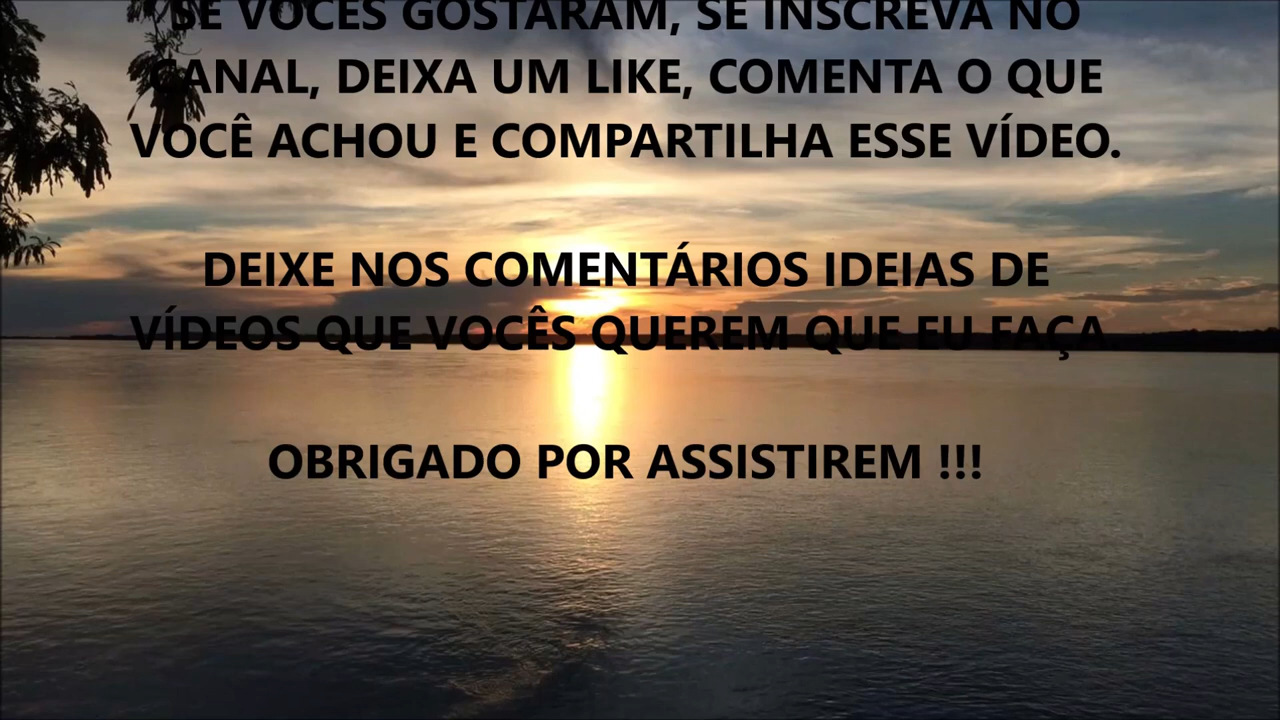 SE VOCÊS GOSTARAM, SE INSCREVA NO
CANAL, DEIXA UM LIKE, COMENTA O QUE
VOCÊ ACHOU E COMPARTILHA ESSE VÍDEO.
DEIXE NOS COMENTÁRIOS IDEIAS DE
VÍDEOS QUE VOCÊS QUEREM QUE EU FAÇA
OBRIGADO POR ASSISTIREM !!!